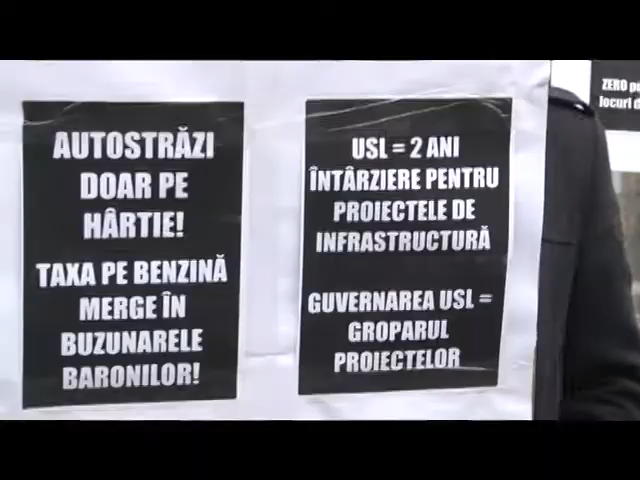 AUTOSTRĂZI
DOAR PE
HÂRTIE!
TAXA PE BENZINĂ
MERGE ÎN
BUZUNARELE
BARONILOR!
USL = 2 ANI
ÎNTÂRZIERE PENTRU
PROIECTELE DE
INFRASTRUCTURĂ
GUVERNAREA USL =
GROPARUL
PROIECTELOR
ZERO
locuri